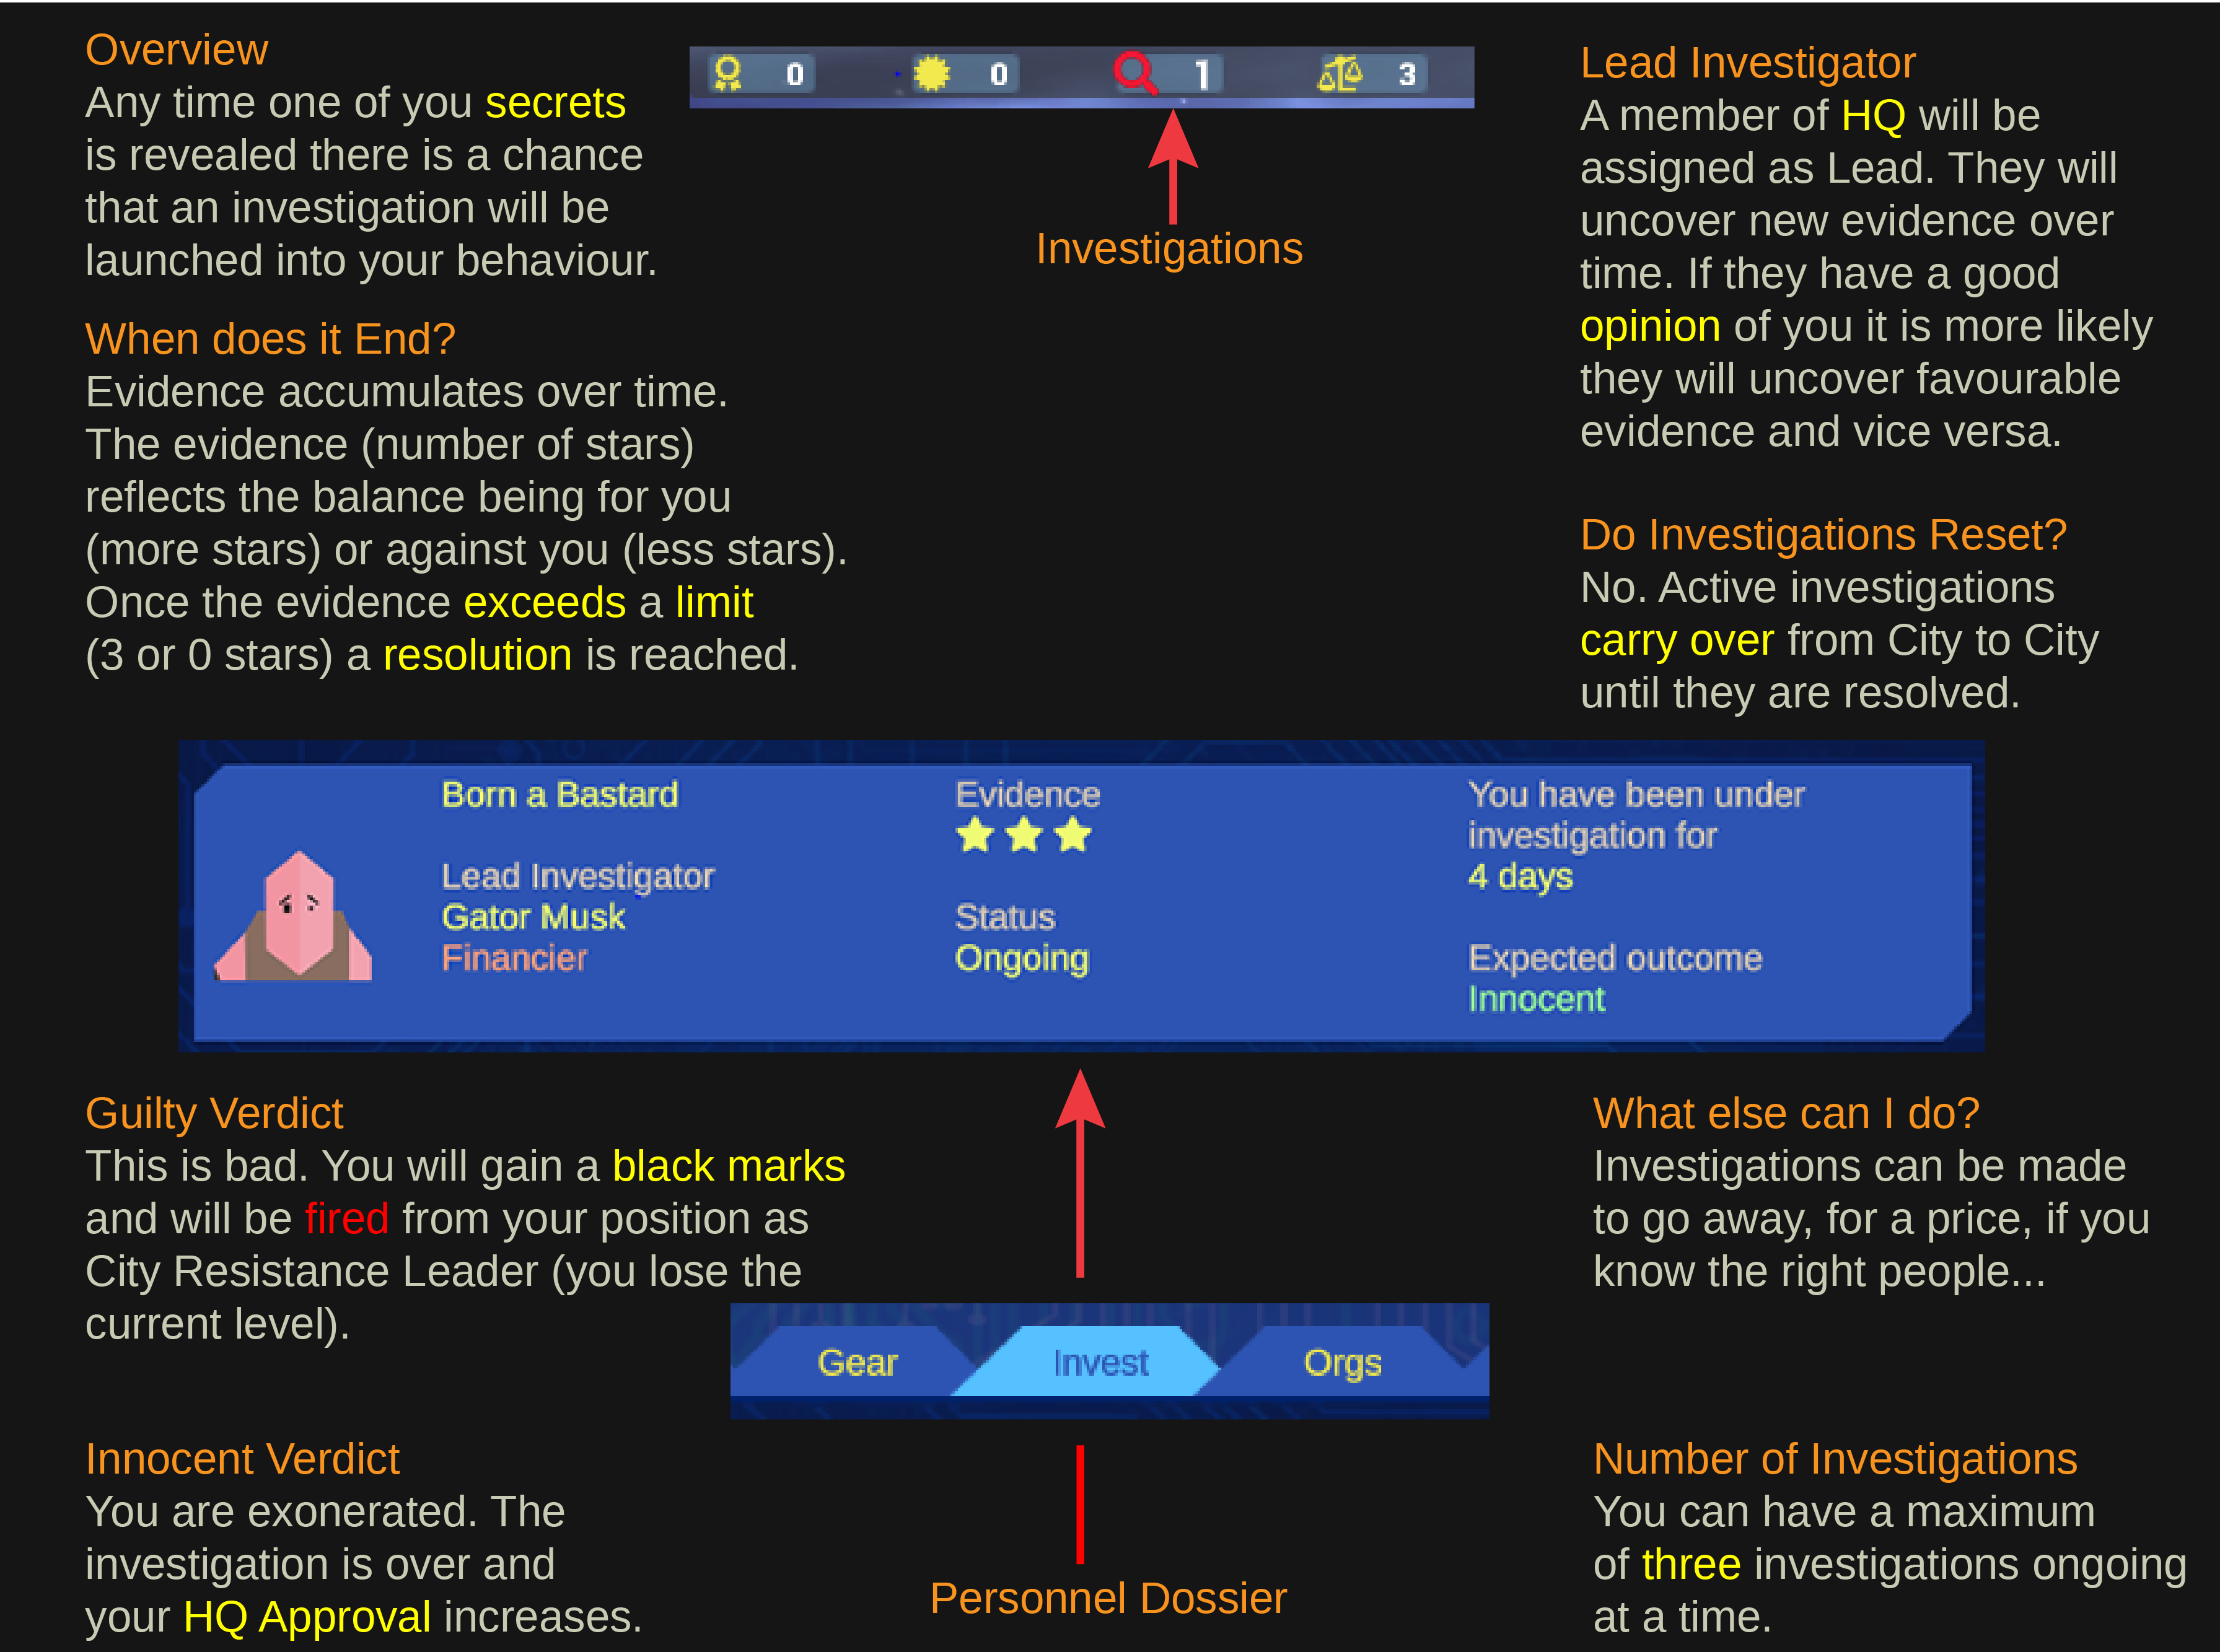 Overview
Any time one of you secrets
is revealed there is a chance
that an investigation will be
launched into your behaviour.
When does it End?
Evidence accumulates over time.
The evidence (number of stars)
reflects the balance being for you
(more stars) or against you (less stars).
Once the evidence exceeds a limit
(3 or 0 stars) a resolution is reached.
0 0 1 3
Investigations
Lead Investigator
A member of HQ will be
assigned as Lead. They will
uncover new evidence over
time. If they have a good
opinion of you it is more likely
they will uncover favourable
evidence and vice versa.
Do Investigations Reset?
No. Active investigations
carry over from City to City
until they are resolved.
Born a Bastard
Lead Investigator
Gator Musk
Financier
Evidence
Status
Ongoing
You have been under
investigation for
4 days
Expected outcome
Innocent
Guilty Verdict
This is bad. You will gain a black marks
and will be fired from your position as
City Resistance Leader (you lose the
current level).
What else can I do?
Investigations can be made
to go away, for a price, if you
know the right people...
Gear Invest Orgs
Personnel Dossier
Innocent Verdict
You are exonerated. The
investigation is over and
your HQ Approval increases.
Number of Investigations
You can have a maximum
of three investigations ongoing
at a time.